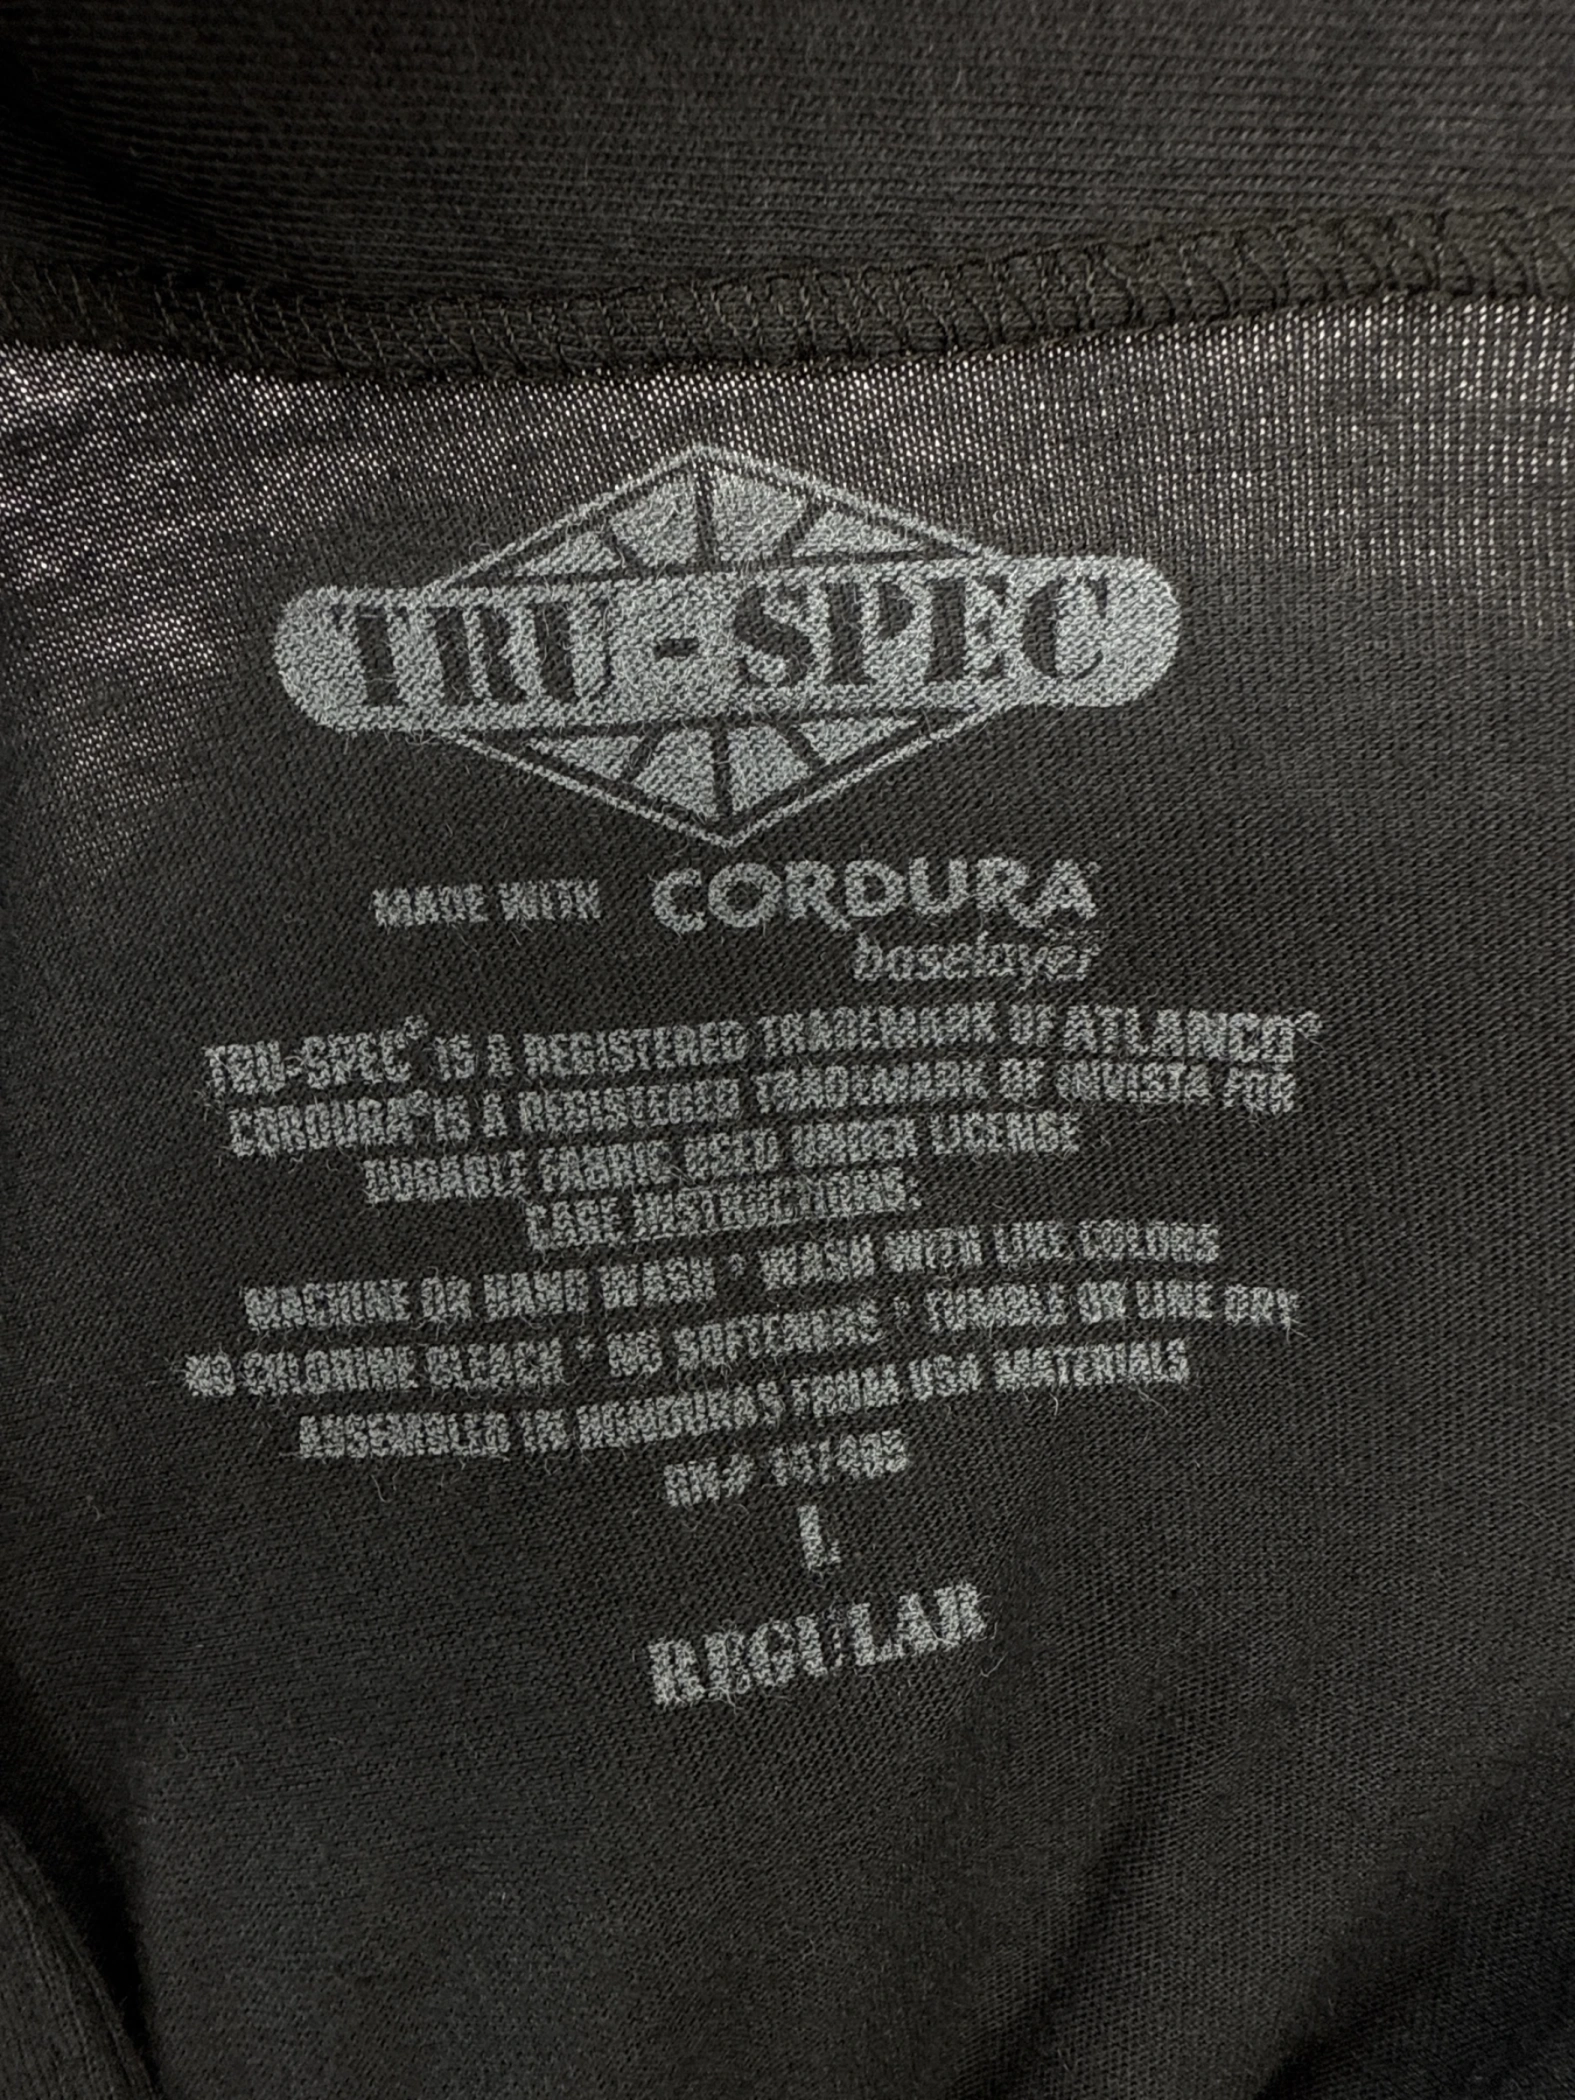 TRU-SPEC
MADE WITH CORDURA®
baselayer
TRU-SPEC® IS A REGISTERED TRADEMARK OF ATLANCO®
CORDURA® IS A REGISTERED TRADEMARK OF INVISTA FOR
DURABLE FABRIC USED UNDER LICENSE
CARE INSTRUCTIONS:
MACHINE OR HAND WASH * WASH WITH LIKE COLORS
NO CHLORINE BLEACH * NO SOFTENERS * TUMBLE OR LINE DRY
ASSEMBLED IN HONDURAS FROM USA MATERIALS
RN#
L
REGULAR